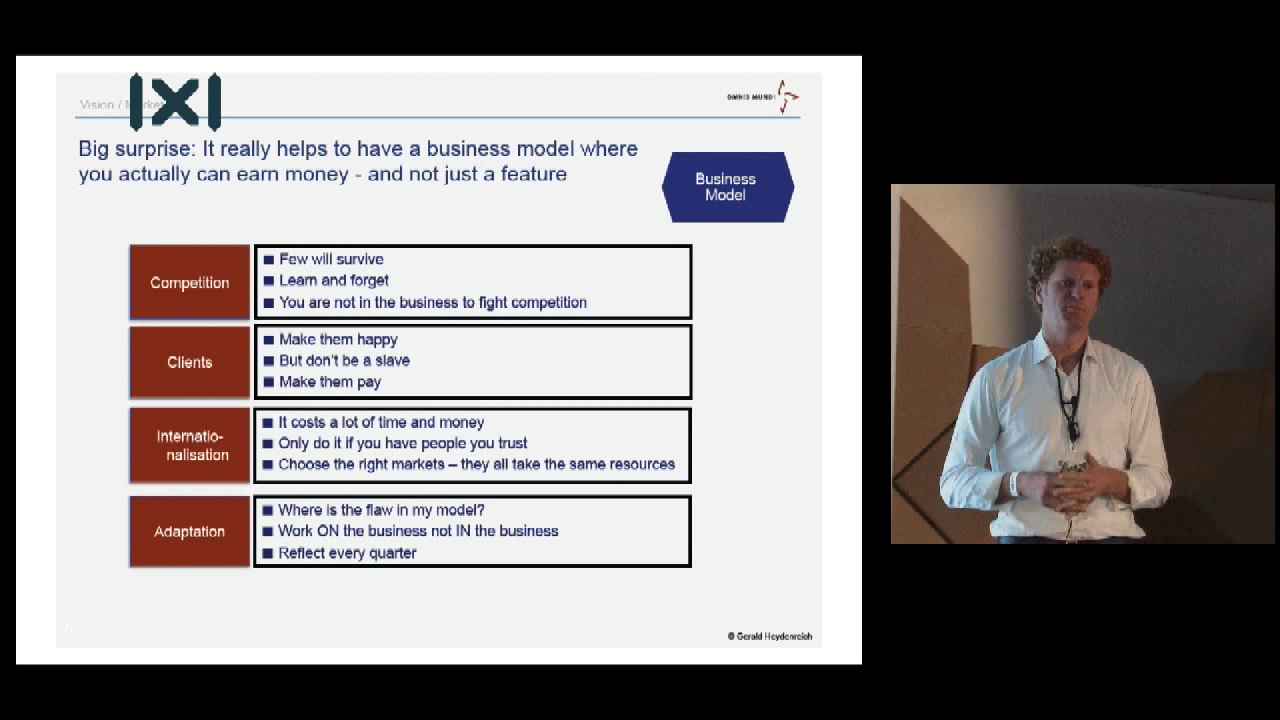 Vision / Market
OMNIS MUNDI
Big surprise: It really helps to have a business model where
you actually can earn money - and not just a feature
Business
Model
Competition
■ Few will survive
■ Learn and forget
■ You are not in the business to fight competition
Clients
■ Make them happy
■ But don't be a slave
■ Make them pay
Internatio-
nalisation
■ It costs a lot of time and money
■ Only do it if you have people you trust
■ Choose the right markets – they all take the same resources
Adaptation
■ Where is the flaw in my model?
■ Work ON the business not IN the business
■ Reflect every quarter
© Gerald Heydenreich